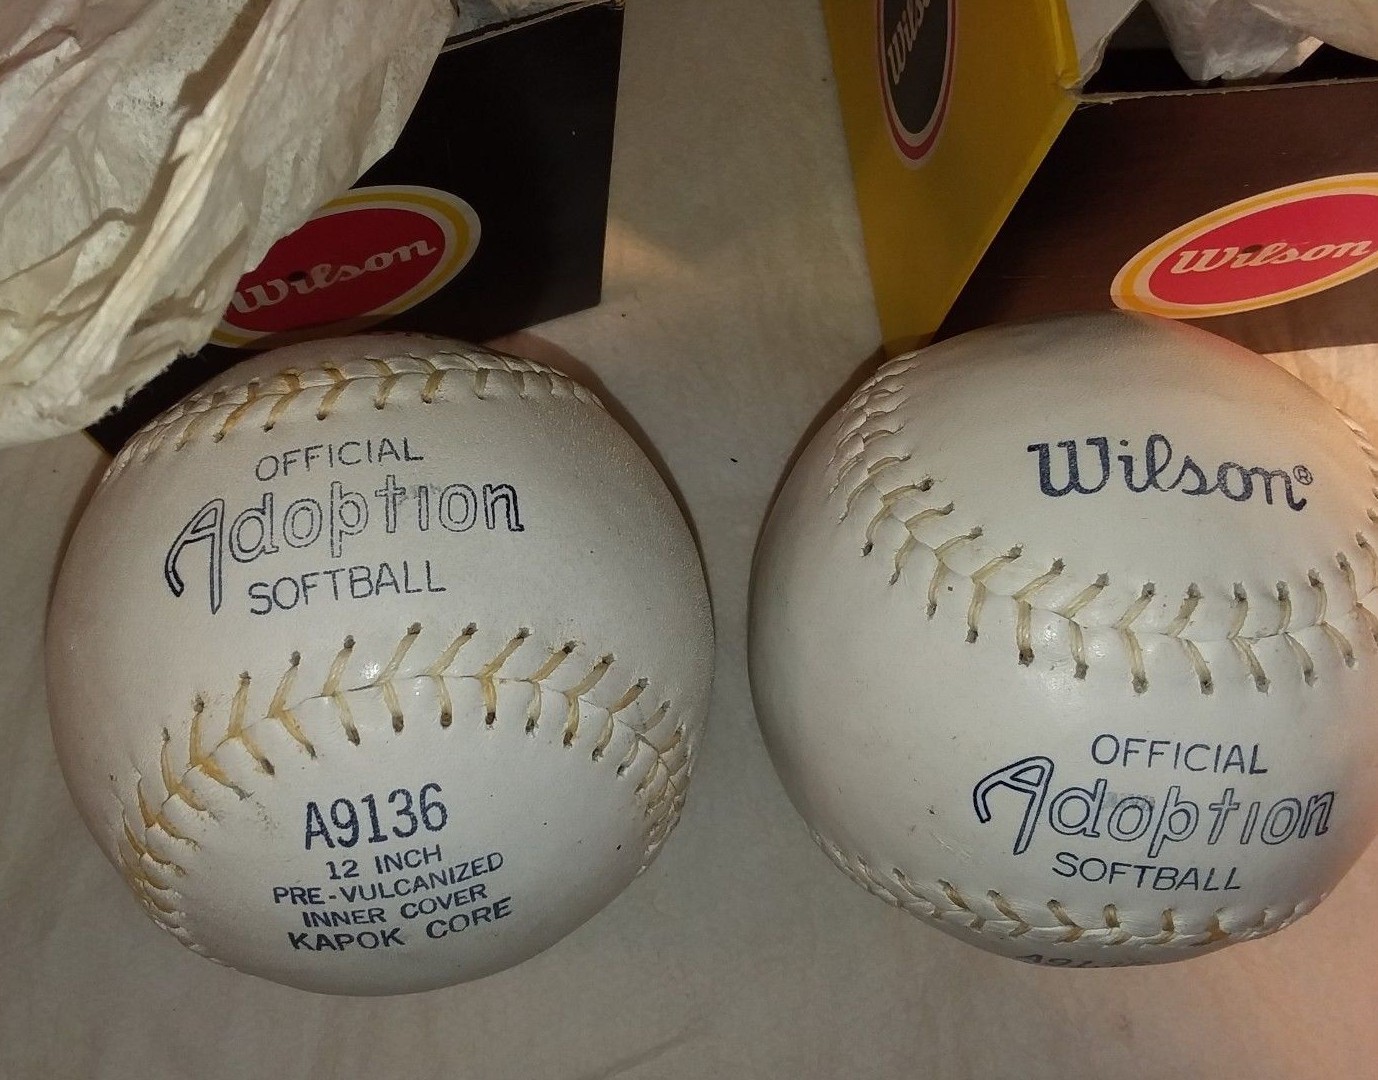 Wilson
Wilson
Wilson
OFFICIAL
Adoption
SOFTBALL
A9136
12 INCH
PRE-VULCANIZED
INNER COVER
KAPOK CORE
Wilson®
OFFICIAL
Adoption
SOFTBALL